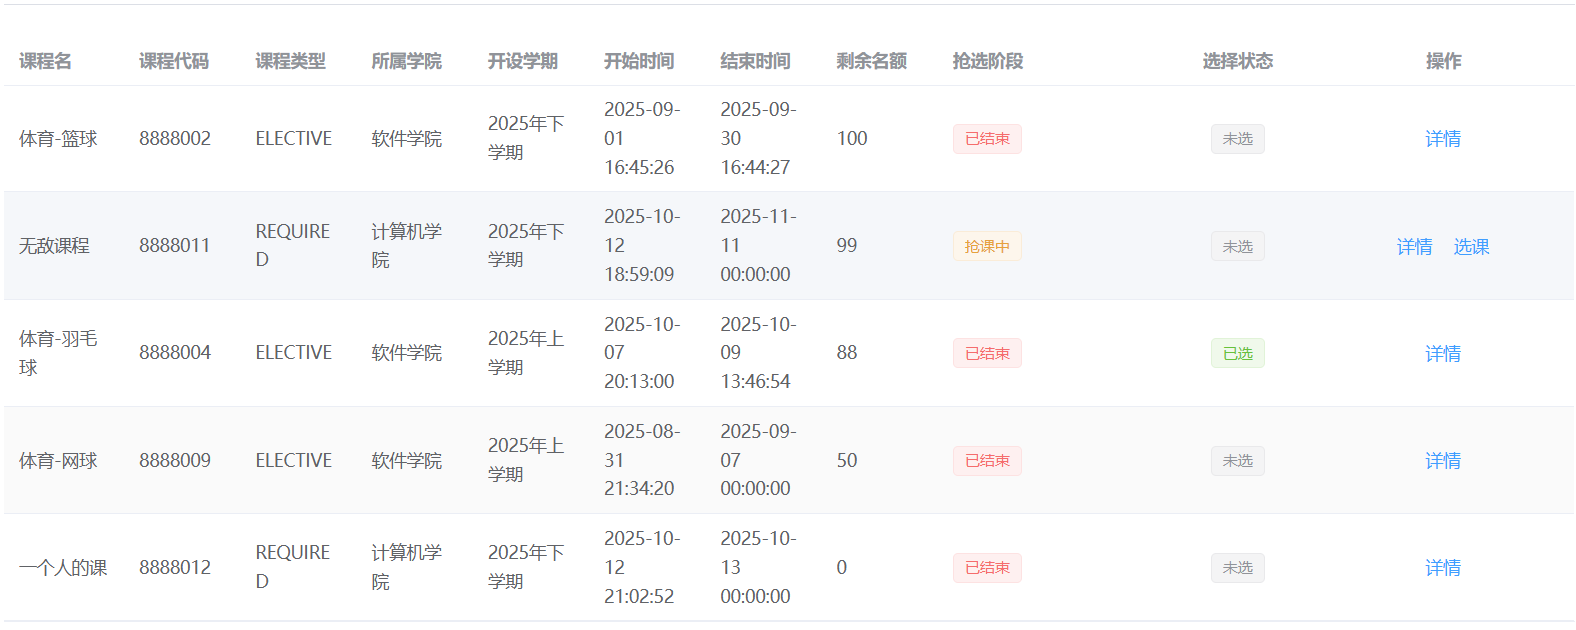 课程名 课程代码 课程类型 所属学院 开设学期 开始时间 结束时间 剩余名额 抢选阶段 选择状态 操作
体育-篮球 8888002 ELECTIVE 软件学院 2025年下学期 2025-09-01 16:45:26 2025-09-30 16:44:27 100 已结束 未选 详情
无敌课程 8888011 REQUIRED 计算机学院 2025年下学期 2025-10-12 18:59:09 2025-11-11 00:00:00 99 抢课中 未选 详情 选课
体育-羽毛球 8888004 ELECTIVE 软件学院 2025年上学期 2025-10-07 20:13:00 2025-10-09 13:46:54 88 已结束 已选 详情
体育-网球 8888009 ELECTIVE 软件学院 2025年上学期 2025-08-31 21:34:20 2025-09-07 00:00:00 50 已结束 未选 详情
一个人的课 8888012 REQUIRED 计算机学院 2025年下学期 2025-10-12 21:02:52 2025-10-13 00:00:00 0 已结束 未选 详情